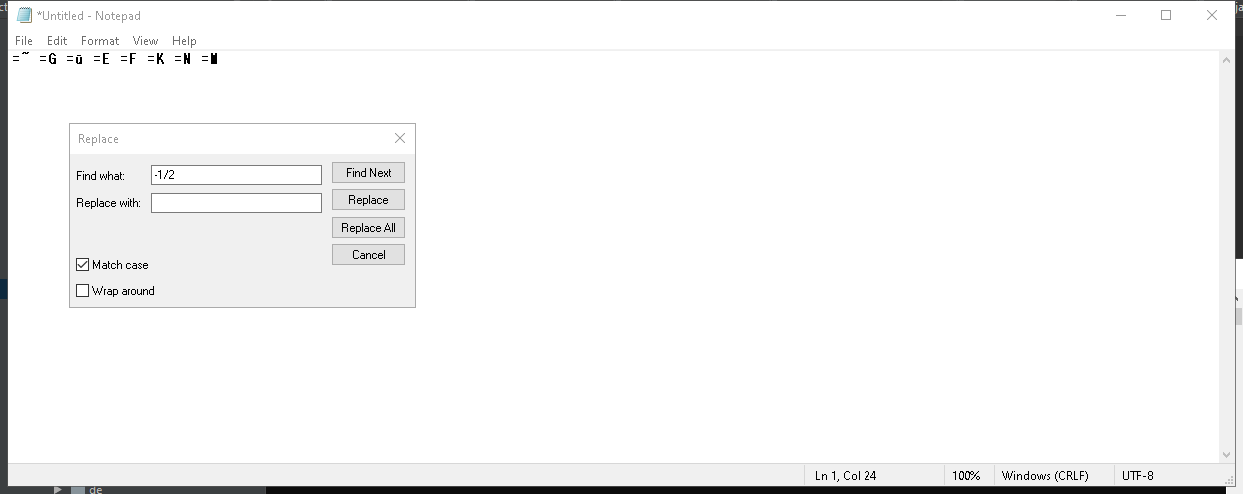 *Untitled - Notepad
File Edit Format View Help
=~ =G =ū =E =F =K =N =M
Replace
Find what: -1/2 Find Next
Replace with: Replace
Replace All
Cancel
Match case
Wrap around
Ln 1, Col 24 100% Windows (CRLF) UTF-8
de